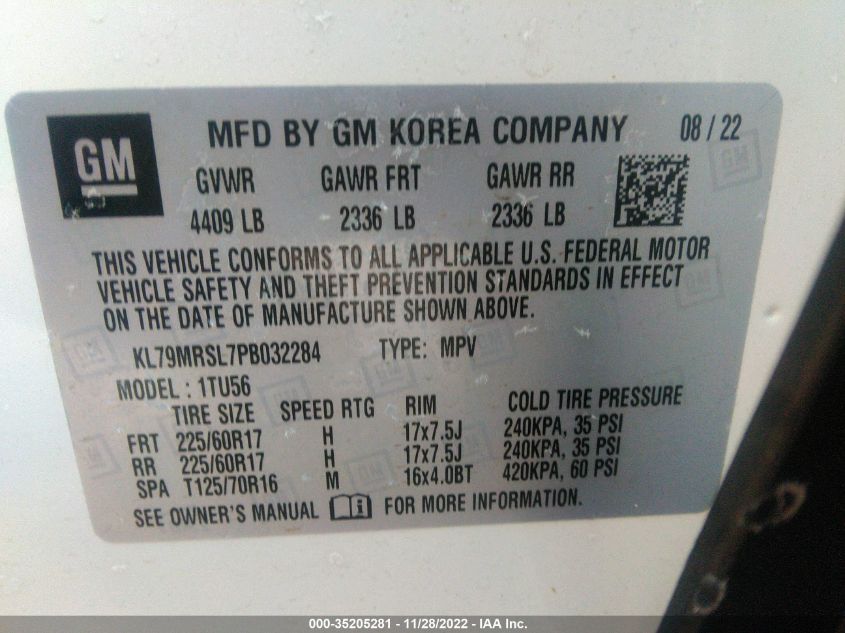 GM
MFD BY GM KOREA COMPANY 08 / 22
GVWR GAWR FRT GAWR RR
4409 LB 2336 LB 2336 LB
THIS VEHICLE CONFORMS TO ALL APPLICABLE U.S. FEDERAL MOTOR
VEHICLE SAFETY AND THEFT PREVENTION STANDARDS IN EFFECT
ON THE DATE OF MANUFACTURE SHOWN ABOVE.
KL79MRSL7PB032284 TYPE: MPV
MODEL : 1TU56
TIRE SIZE SPEED RTG RIM COLD TIRE PRESSURE
FRT 225/60R17 H 17x7.5J 240KPA, 35 PSI
RR 225/60R17 H 17x7.5J 240KPA, 35 PSI
SPA T125/70R16 M 16x4.0BT 420KPA, 60 PSI
SEE OWNER'S MANUAL FOR MORE INFORMATION.
000-35205281 - 11/28/2022 - IAA Inc.